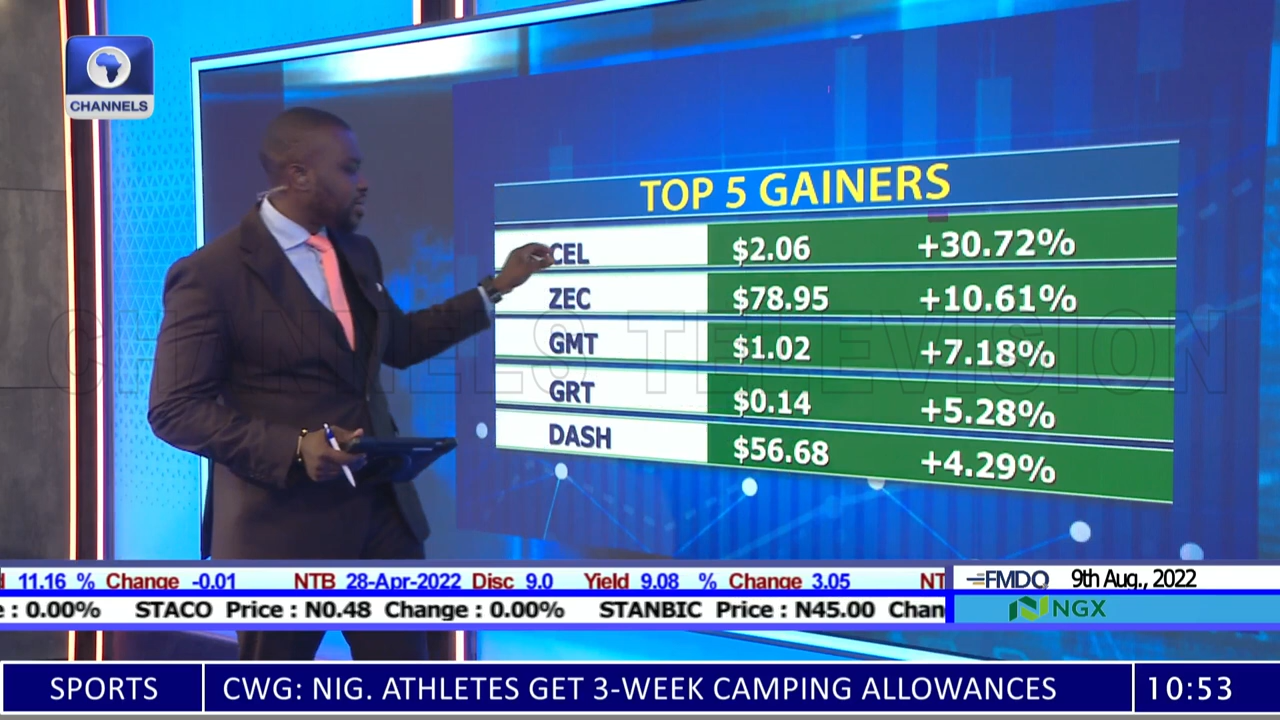 CHANNELS
TOP 5 GAINERS
CEL $2.06 +30.72%
ZEC $78.95 +10.61%
GMT $1.02 +7.18%
GRT $0.14 +5.28%
DASH $56.68 +4.29%
CHANNELS TELEVISION
11.16 % Change -0.01 NTB 28-Apr-2022 Disc 9.0 Yield 9.08 % Change 3.05 NT
FMDQ 9th Aug., 2022
: 0.00% STACO Price : N0.48 Change : 0.00% STANBIC Price : N45.00 Chan
NGX
SPORTS CWG: NIG. ATHLETES GET 3-WEEK CAMPING ALLOWANCES 10:53